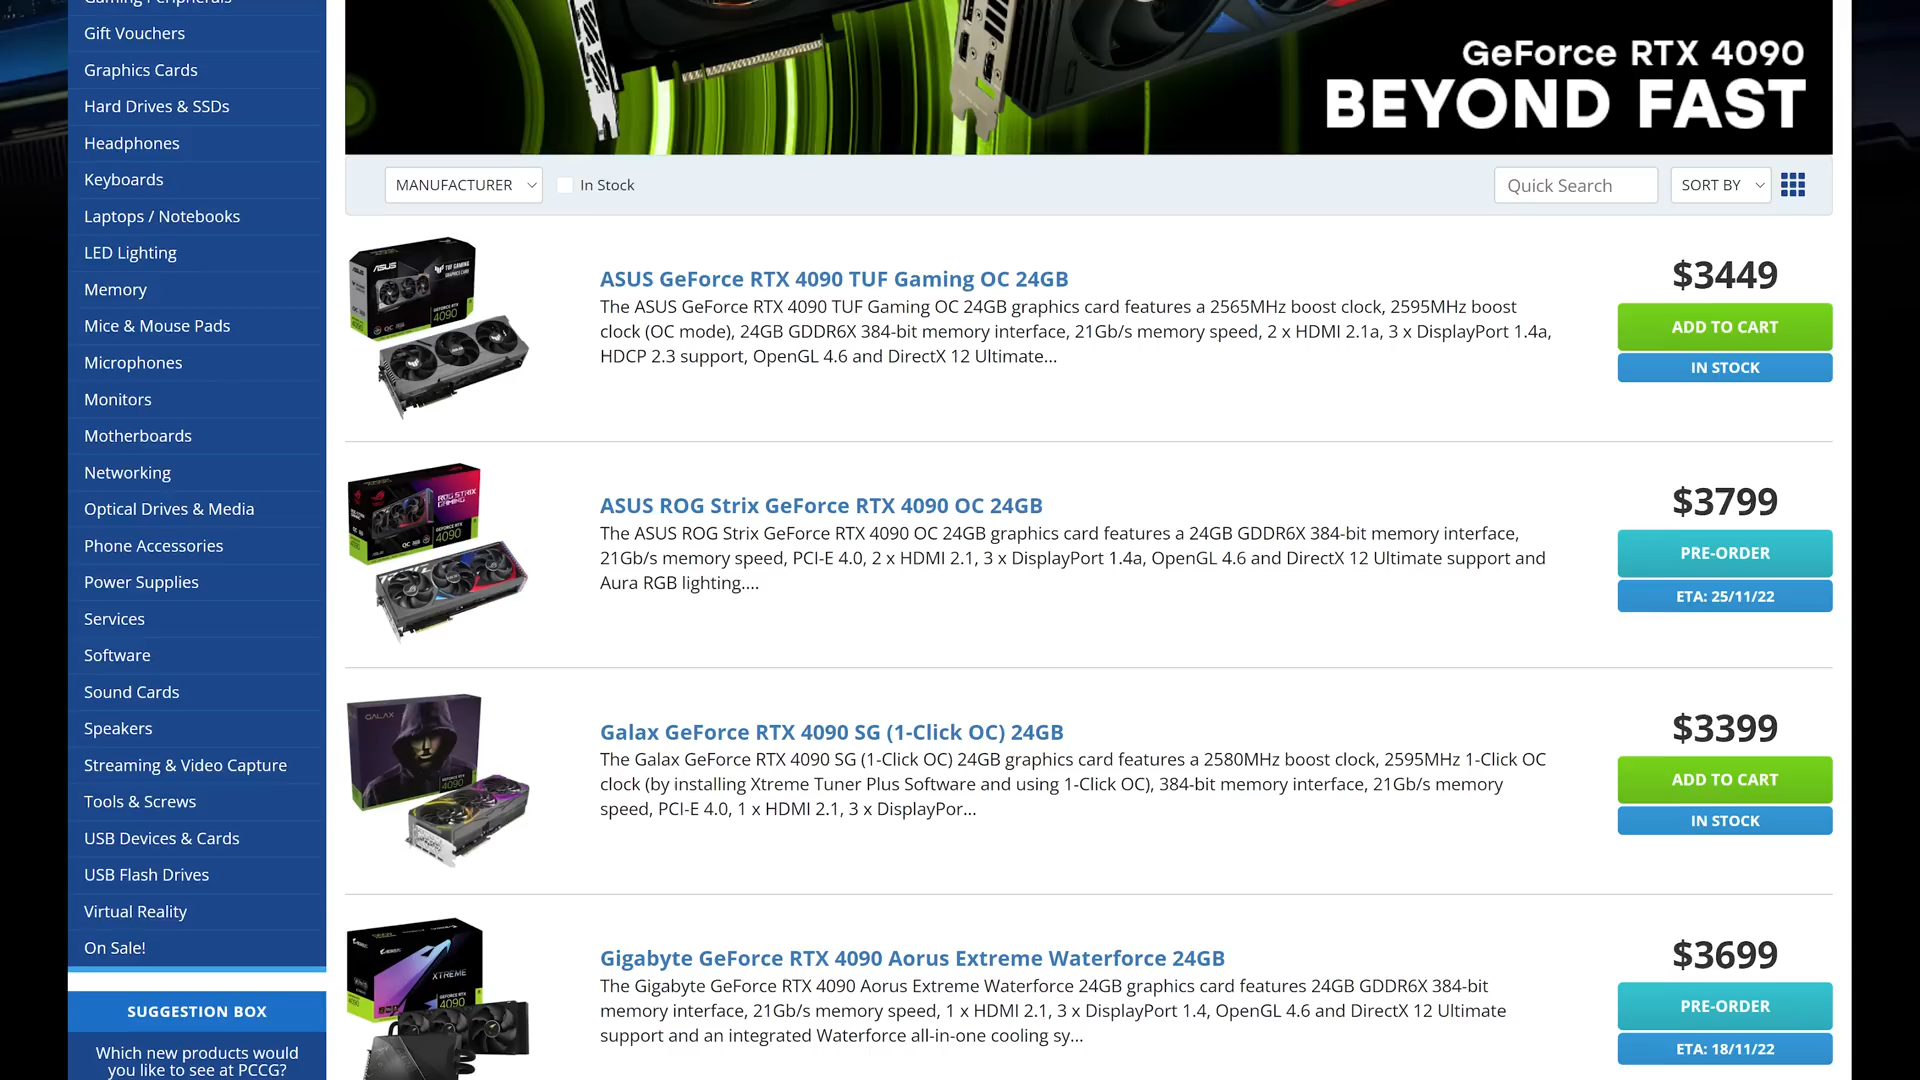 Gift Vouchers
Graphics Cards
Hard Drives & SSDs
Headphones
Keyboards
Laptops / Notebooks
LED Lighting
Memory
Mice & Mouse Pads
Microphones
Monitors
Motherboards
Networking
Optical Drives & Media
Phone Accessories
Power Supplies
Services
Software
Sound Cards
Speakers
Streaming & Video Capture
Tools & Screws
USB Devices & Cards
USB Flash Drives
Virtual Reality
On Sale!
SUGGESTION BOX
Which new products would
you like to see at PCCG?
GeForce RTX 4090
BEYOND FAST
MANUFACTURER
In Stock
Quick Search
SORT BY
ASUS GeForce RTX 4090 TUF Gaming OC 24GB
The ASUS GeForce RTX 4090 TUF Gaming OC 24GB graphics card features a 2565MHz boost clock, 2595MHz boost
clock (OC mode), 24GB GDDR6X 384-bit memory interface, 21Gb/s memory speed, 2 x HDMI 2.1a, 3 x DisplayPort 1.4a,
HDCP 2.3 support, OpenGL 4.6 and DirectX 12 Ultimate...
$3449
ADD TO CART
IN STOCK
ASUS ROG Strix GeForce RTX 4090 OC 24GB
The ASUS ROG Strix GeForce RTX 4090 OC 24GB graphics card features a 24GB GDDR6X 384-bit memory interface,
21Gb/s memory speed, PCI-E 4.0, 2 x HDMI 2.1, 3 x DisplayPort 1.4a, OpenGL 4.6 and DirectX 12 Ultimate support and
Aura RGB lighting....
$3799
PRE-ORDER
ETA: 25/11/22
Galax GeForce RTX 4090 SG (1-Click OC) 24GB
The Galax GeForce RTX 4090 SG (1-Click OC) 24GB graphics card features a 2580MHz boost clock, 2595MHz 1-Click OC
clock (by installing Xtreme Tuner Plus Software and using 1-Click OC), 384-bit memory interface, 21Gb/s memory
speed, PCI-E 4.0, 1 x HDMI 2.1, 3 x DisplayPor...
$3399
ADD TO CART
IN STOCK
Gigabyte GeForce RTX 4090 Aorus Extreme Waterforce 24GB
The Gigabyte GeForce RTX 4090 Aorus Extreme Waterforce 24GB graphics card features 24GB GDDR6X 384-bit
memory interface, 21Gb/s memory speed, 1 x HDMI 2.1, 3 x DisplayPort 1.4, OpenGL 4.6 and DirectX 12 Ultimate
support and an integrated Waterforce all-in-one cooling sy...
$3699
PRE-ORDER
ETA: 18/11/22